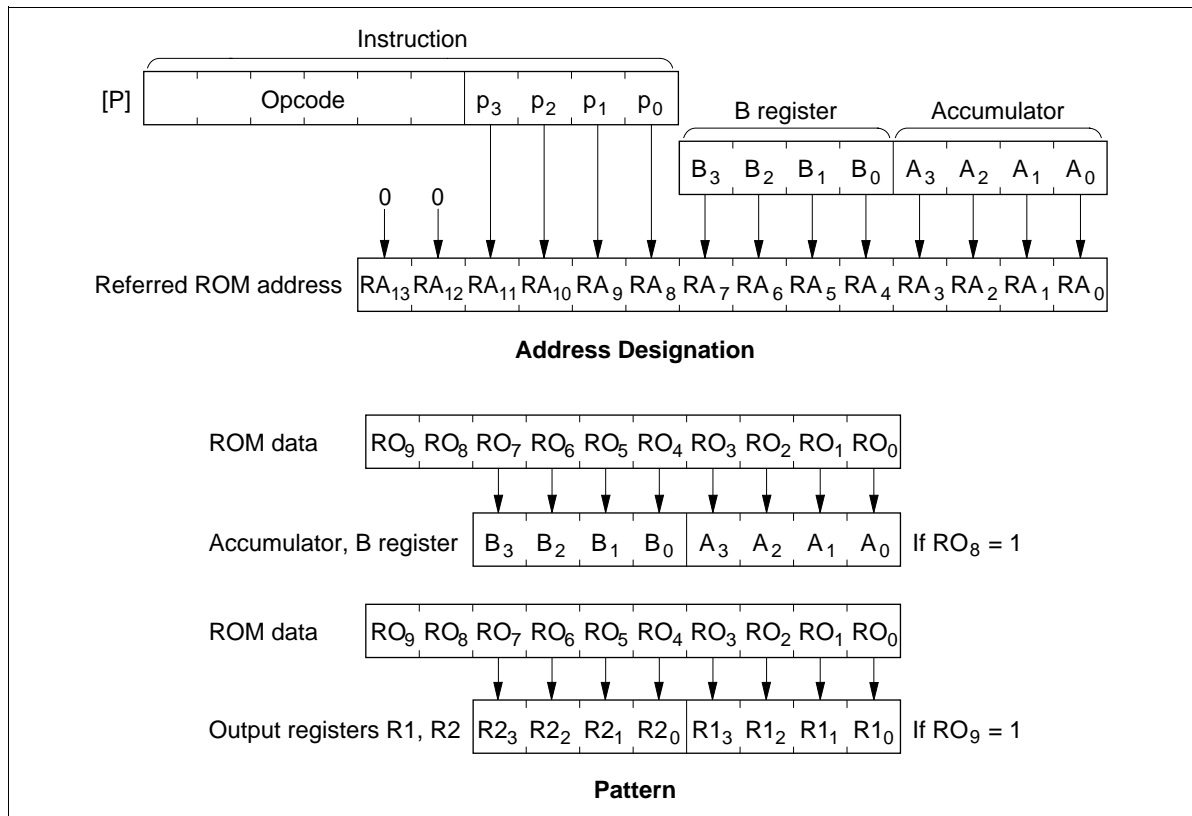 Instruction
[P] Opcode p3 p2 p1 p0
B register Accumulator
B3 B2 B1 B0 A3 A2 A1 A0
0 0
Referred ROM address RA13 RA12 RA11 RA10 RA9 RA8 RA7 RA6 RA5 RA4 RA3 RA2 RA1 RA0
Address Designation
ROM data RO9 RO8 RO7 RO6 RO5 RO4 RO3 RO2 RO1 RO0
Accumulator, B register B3 B2 B1 B0 A3 A2 A1 A0 If RO8 = 1
ROM data RO9 RO8 RO7 RO6 RO5 RO4 RO3 RO2 RO1 RO0
Output registers R1, R2 R23 R22 R21 R20 R13 R12 R11 R10 If RO9 = 1
Pattern